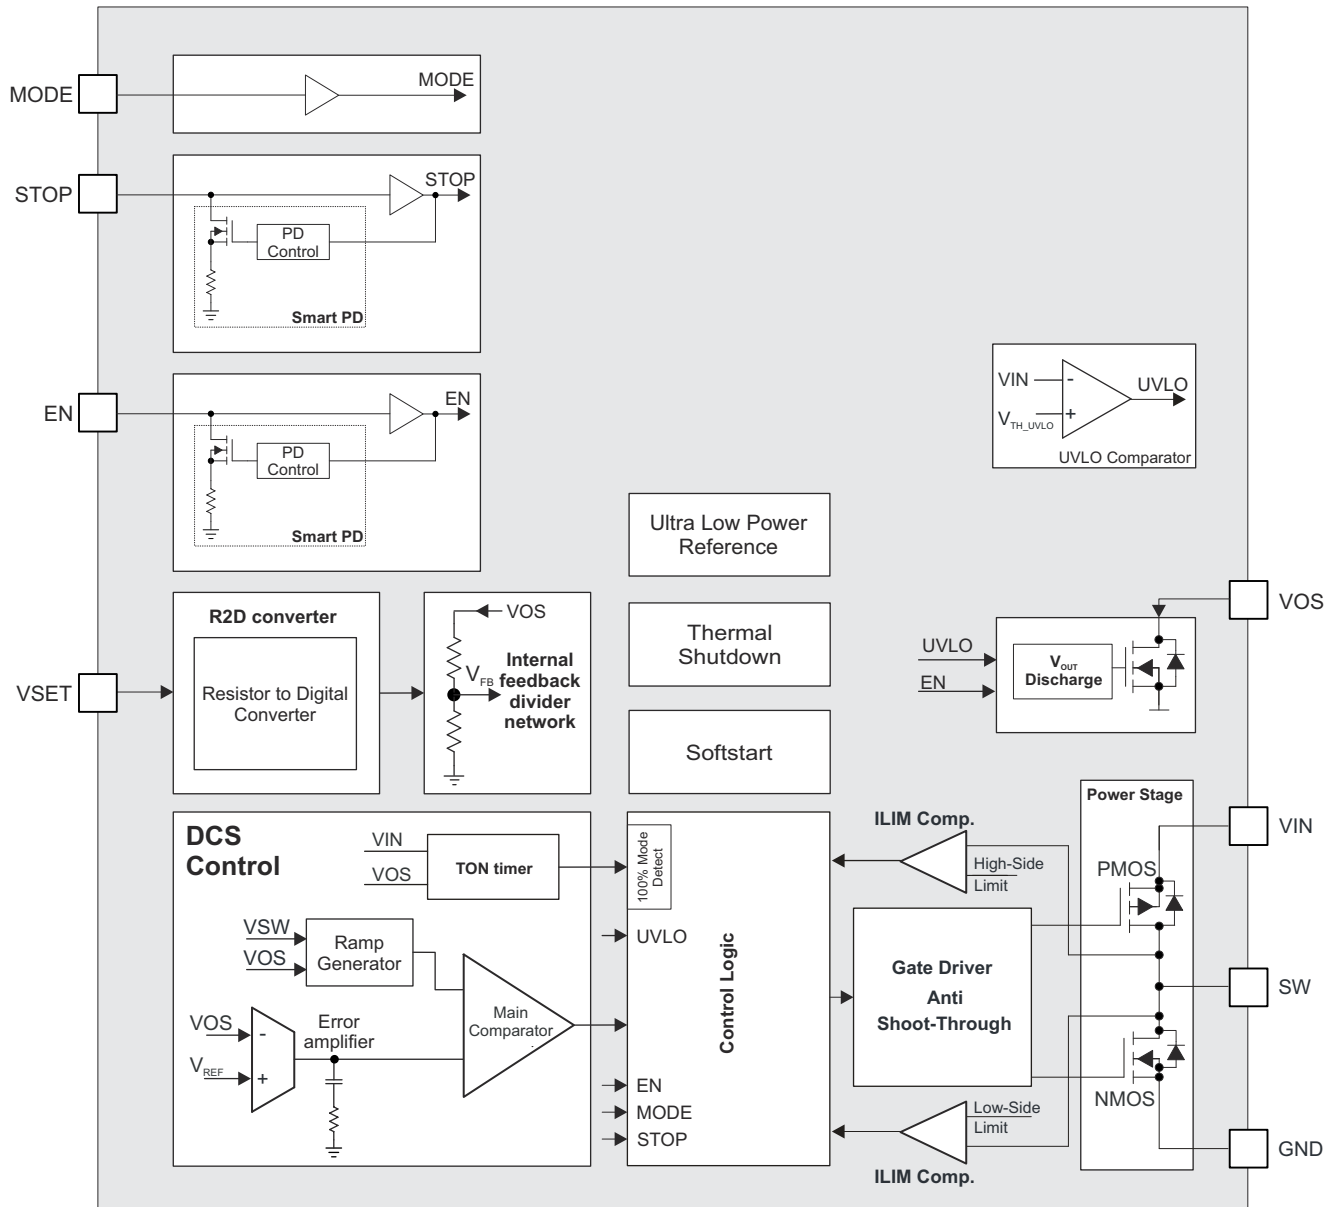 MODE
MODE
STOP
STOP
PD
Control
Smart PD
EN
EN
PD
Control
Smart PD
VIN
-
UVLO
+
VTH_UVLO
UVLO Comparator
Ultra Low Power
Reference
Thermal
Shutdown
Softstart
R2D converter
Resistor to Digital
Converter
VSET
VOS
VFB
Internal
feedback
divider
network
VOS
UVLO
EN
VOUT
Discharge
DCS
Control
VIN
VOS
TON timer
VSW
VOS
Ramp
Generator
VOS
-
VREF
+
Error
amplifier
Main
Comparator
100% Mode
Detect
UVLO
Control Logic
EN
MODE
STOP
ILIM Comp.
High-Side
Limit
Gate Driver
Anti
Shoot-Through
Low-Side
Limit
ILIM Comp.
Power Stage
PMOS
NMOS
VIN
SW
GND